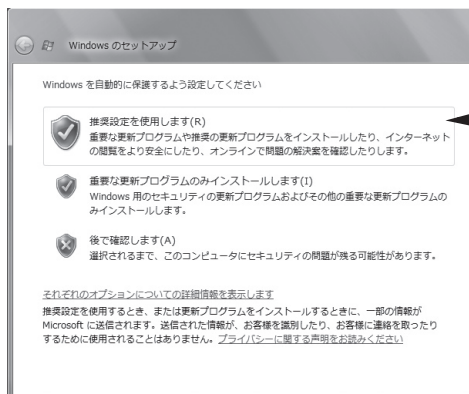 Windows のセットアップ
Windows を自動的に保護するよう設定してください
推奨設定を使用します(R)
重要な更新プログラムや推奨の更新プログラムをインストールしたり、インターネット
の閲覧をより安全にしたり、オンラインで問題の解決案を確認したりします。
重要な更新プログラムのみインストールします(I)
Windows 用のセキュリティの更新プログラムおよびその他の重要な更新プログラムの
みインストールします。
後で確認します(A)
選択されるまで、このコンピュータにセキュリティの問題が残る可能性があります。
それぞれのオプションについての詳細情報を表示します
推奨設定を使用するとき、または更新プログラムをインストールするときに、一部の情報が
Microsoft に送信されます。送信された情報が、お客様を識別したり、お客様に連絡を取ったり
するために使用されることはありません。プライバシーに関する声明をお読みください